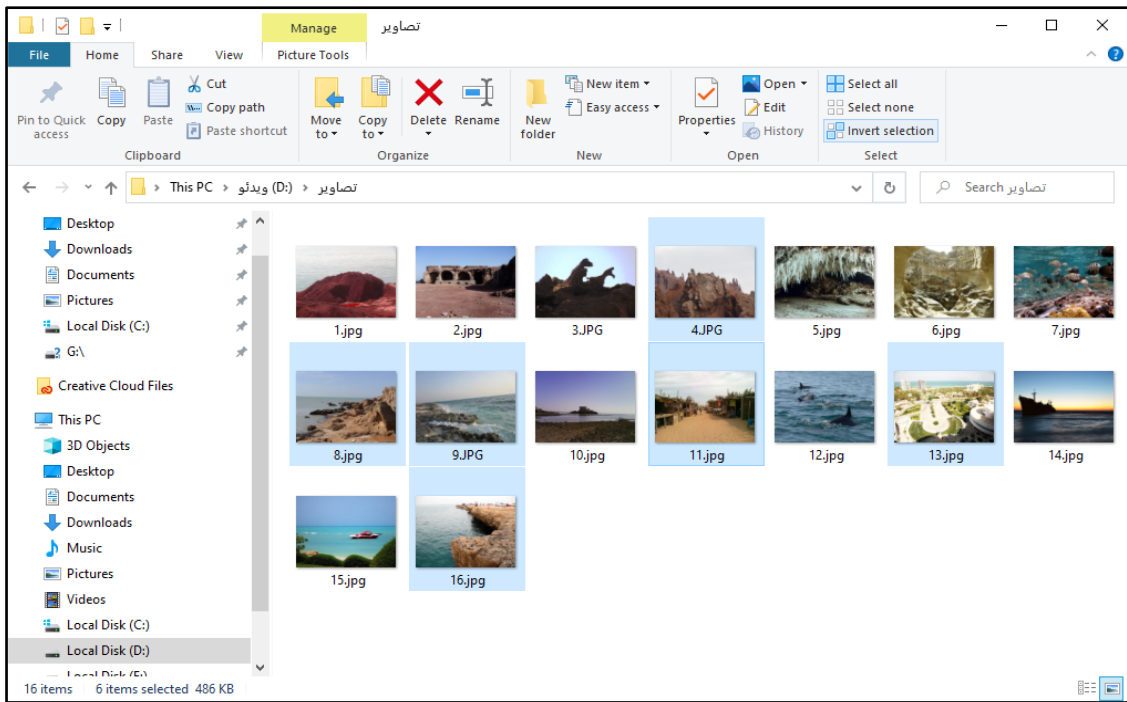 Manage
تصاویر
File
Home
Share
View
Picture Tools
Pin to Quick access
Copy
Paste
Cut
Copy path
Paste shortcut
Clipboard
Move to
Copy to
Delete
Rename
Organize
New folder
New item
Easy access
New
Properties
Open
Edit
History
Open
Select all
Select none
Invert selection
Select
This PC › ویدئو (D:) › تصاویر
Search تصاویر
Desktop
Downloads
Documents
Pictures
Local Disk (C:)
G:\
Creative Cloud Files
This PC
3D Objects
Desktop
Documents
Downloads
Music
Pictures
Videos
Local Disk (C:)
Local Disk (D:)
Local Disk (E:)
1.jpg
2.jpg
3.JPG
4.JPG
5.jpg
6.jpg
7.jpg
8.jpg
9.JPG
10.jpg
11.jpg
12.jpg
13.jpg
14.jpg
15.jpg
16.jpg
16 items
6 items selected 486 KB